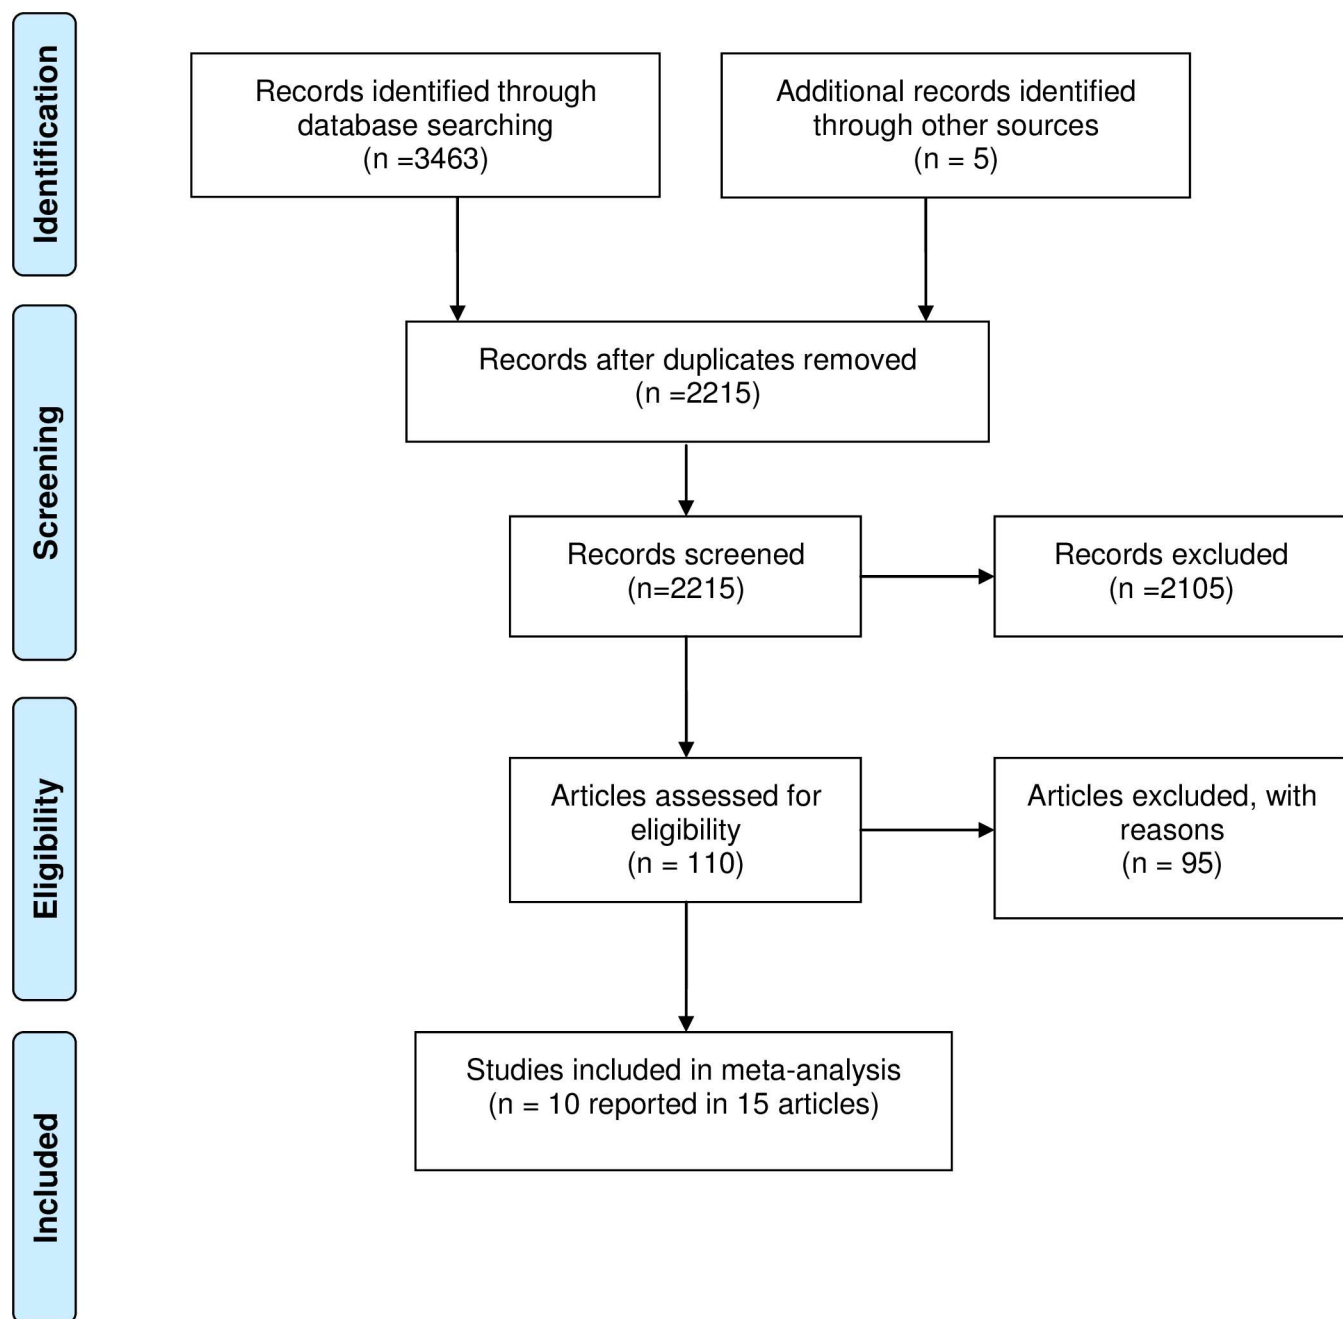 Identification
Records identified through
database searching
(n =3463)
Additional records identified
through other sources
(n = 5)
Screening
Records after duplicates removed
(n =2215)
Records screened
(n=2215)
Records excluded
(n =2105)
Eligibility
Articles assessed for
eligibility
(n = 110)
Articles excluded, with
reasons
(n = 95)
Included
Studies included in meta-analysis
(n = 10 reported in 15 articles)